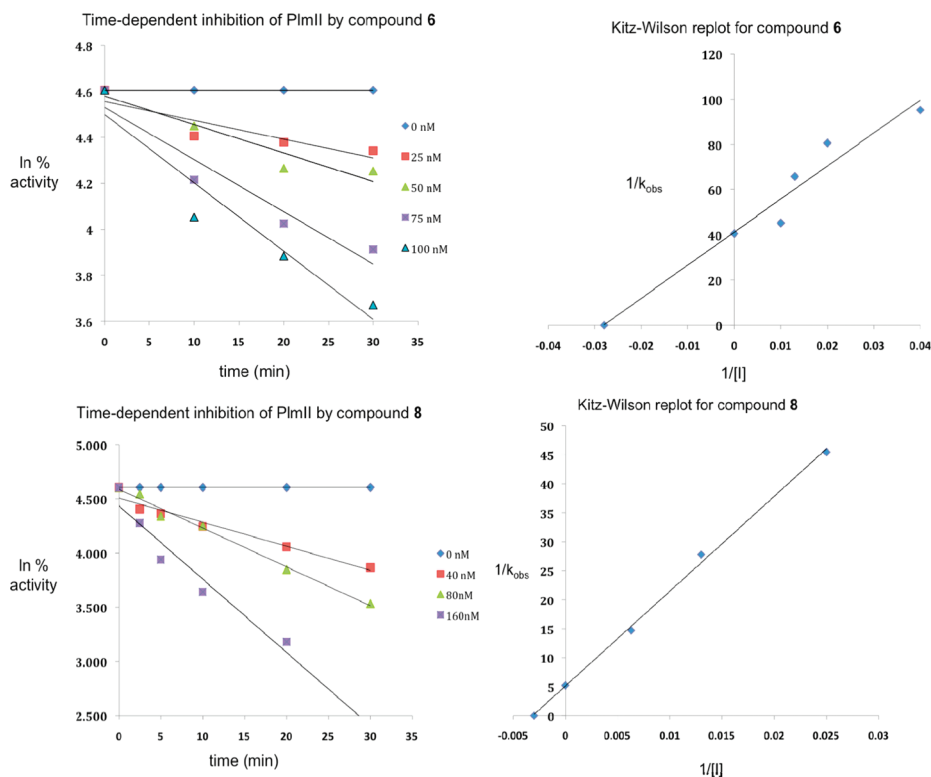 Time-dependent inhibition of PlmII by compound 6
4.8
4.6
4.4
4.2
4
3.8
3.6
ln %
activity
0 5 10 15 20 25 30 35
time (min)
0 nM
25 nM
50 nM
75 nM
100 nM
Kitz-Wilson replot for compound 6
120
100
80
60
40
20
0
1/kobs
-0.04 -0.03 -0.02 -0.01 0 0.01 0.02 0.03 0.04
1/[I]
Time-dependent inhibition of PlmII by compound 8
5.000
4.500
4.000
3.500
3.000
2.500
ln %
activity
0 5 10 15 20 25 30 35
time (min)
0 nM
40 nM
80nM
160nM
Kitz-Wilson replot for compound 8
50
45
40
35
30
25
20
15
10
5
0
1/kobs
-0.005 0 0.005 0.01 0.015 0.02 0.025 0.03
1/[I]